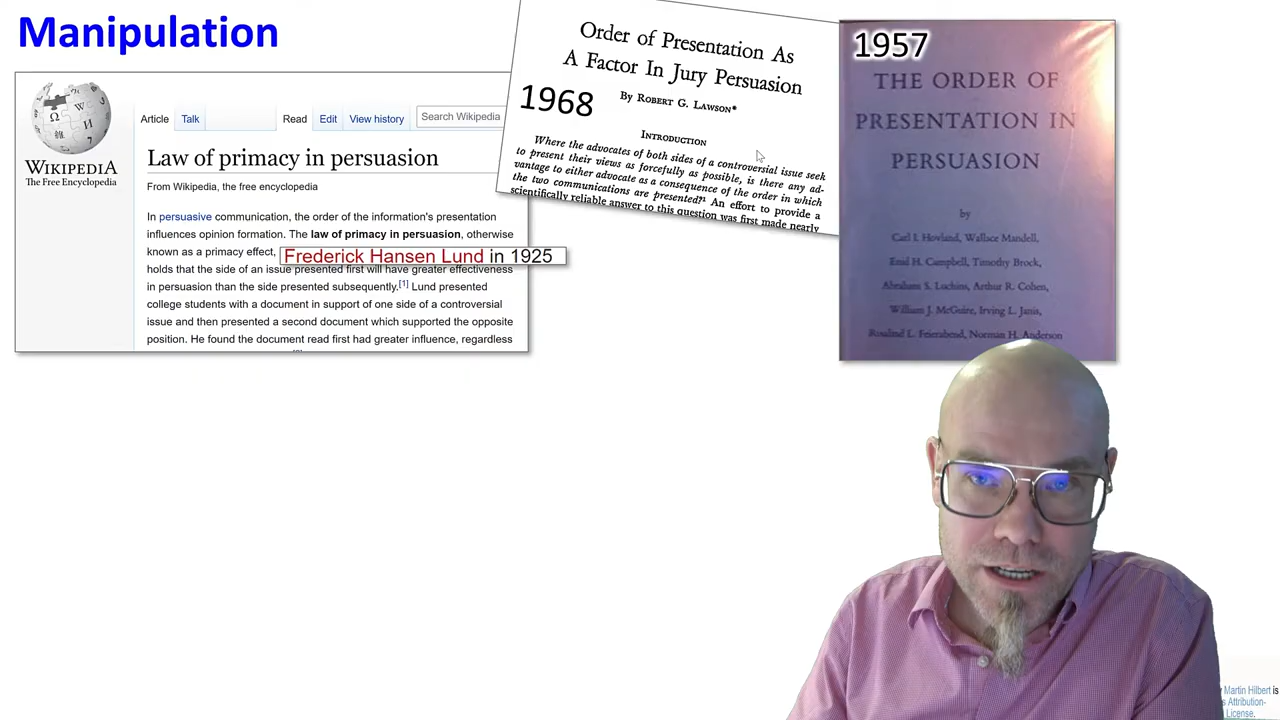 Manipulation
WIKIPEDIA
The Free Encyclopedia
Article Talk Read Edit View history Search Wikipedia
Law of primacy in persuasion
From Wikipedia, the free encyclopedia
In persuasive communication, the order of the information's presentation
influences opinion formation. The law of primacy in persuasion, otherwise
known as a primacy effect,
Frederick Hansen Lund in 1925
holds that the side of an issue presented first will have greater effectiveness
in persuasion than the side presented subsequently.[1] Lund presented
college students with a document in support of one side of a controversial
issue and then presented a second document which supported the opposite
position. He found the document read first had greater influence, regardless
Order of Presentation As
A Factor In Jury Persuasion
1968
By Robert G. Lawson*
Introduction
Where the advocates of both sides of a controversial issue seek
to present their views as forcefully as possible, is there any ad-
vantage to either advocate as a consequence of the order in which
the two communications are presented?1 An effort to provide a
scientifically reliable answer to this question was first made nearly
1957
THE ORDER OF
PRESENTATION IN
PERSUASION
by
Carl I. Hovland, Wallace Mandell,
Enid H. Campbell, Timothy Brock,
Abraham S. Luchins, Arthur R. Cohen,
William J. McGuire, Irving L. Janis,
Rosalind L. Feierabend, Norman H. Anderson
Martin Hilbert is
Attribution-
License.